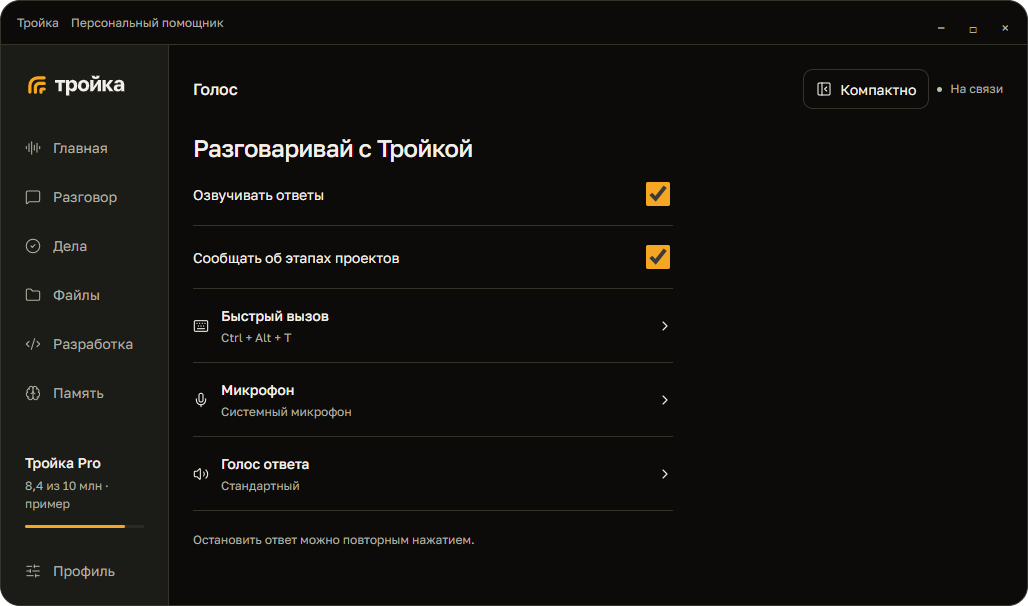 Тройка Персональный помощник
тройка
Главная
Разговор
Дела
Файлы
Разработка
Память
Тройка Pro
8,4 из 10 млн ·
пример
Профиль
Голос
Компактно
На связи
Разговаривай с Тройкой
Озвучивать ответы
Сообщать об этапах проектов
Быстрый вызов
Ctrl + Alt + T
Микрофон
Системный микрофон
Голос ответа
Стандартный
Остановить ответ можно повторным нажатием.